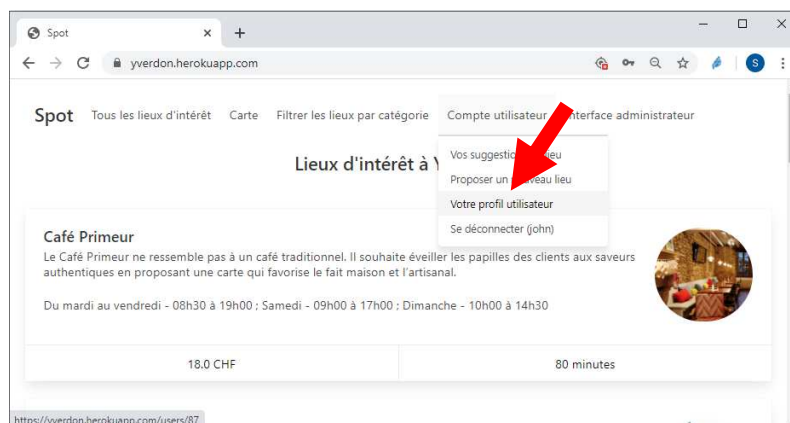 Spot
yverdon.herokuapp.com
S
Spot Tous les lieux d'intérêt Carte Filtrer les lieux par catégorie Compte utilisateur Interface administrateur
Lieux d'intérêt à
Vos suggestio
Proposer un eau lieu
Votre profil utilisateur
Se déconnecter (john)
Café Primeur
Le Café Primeur ne ressemble pas à un café traditionnel. Il souhaite éveiller les papilles des clients aux saveurs
authentiques en proposant une carte qui favorise le fait maison et l'artisanal.
Du mardi au vendredi - 08h30 à 19h00 ; Samedi - 09h00 à 17h00 ; Dimanche - 10h00 à 14h30
18.0 CHF 80 minutes
https://yverdon.herokuapp.com/users/87